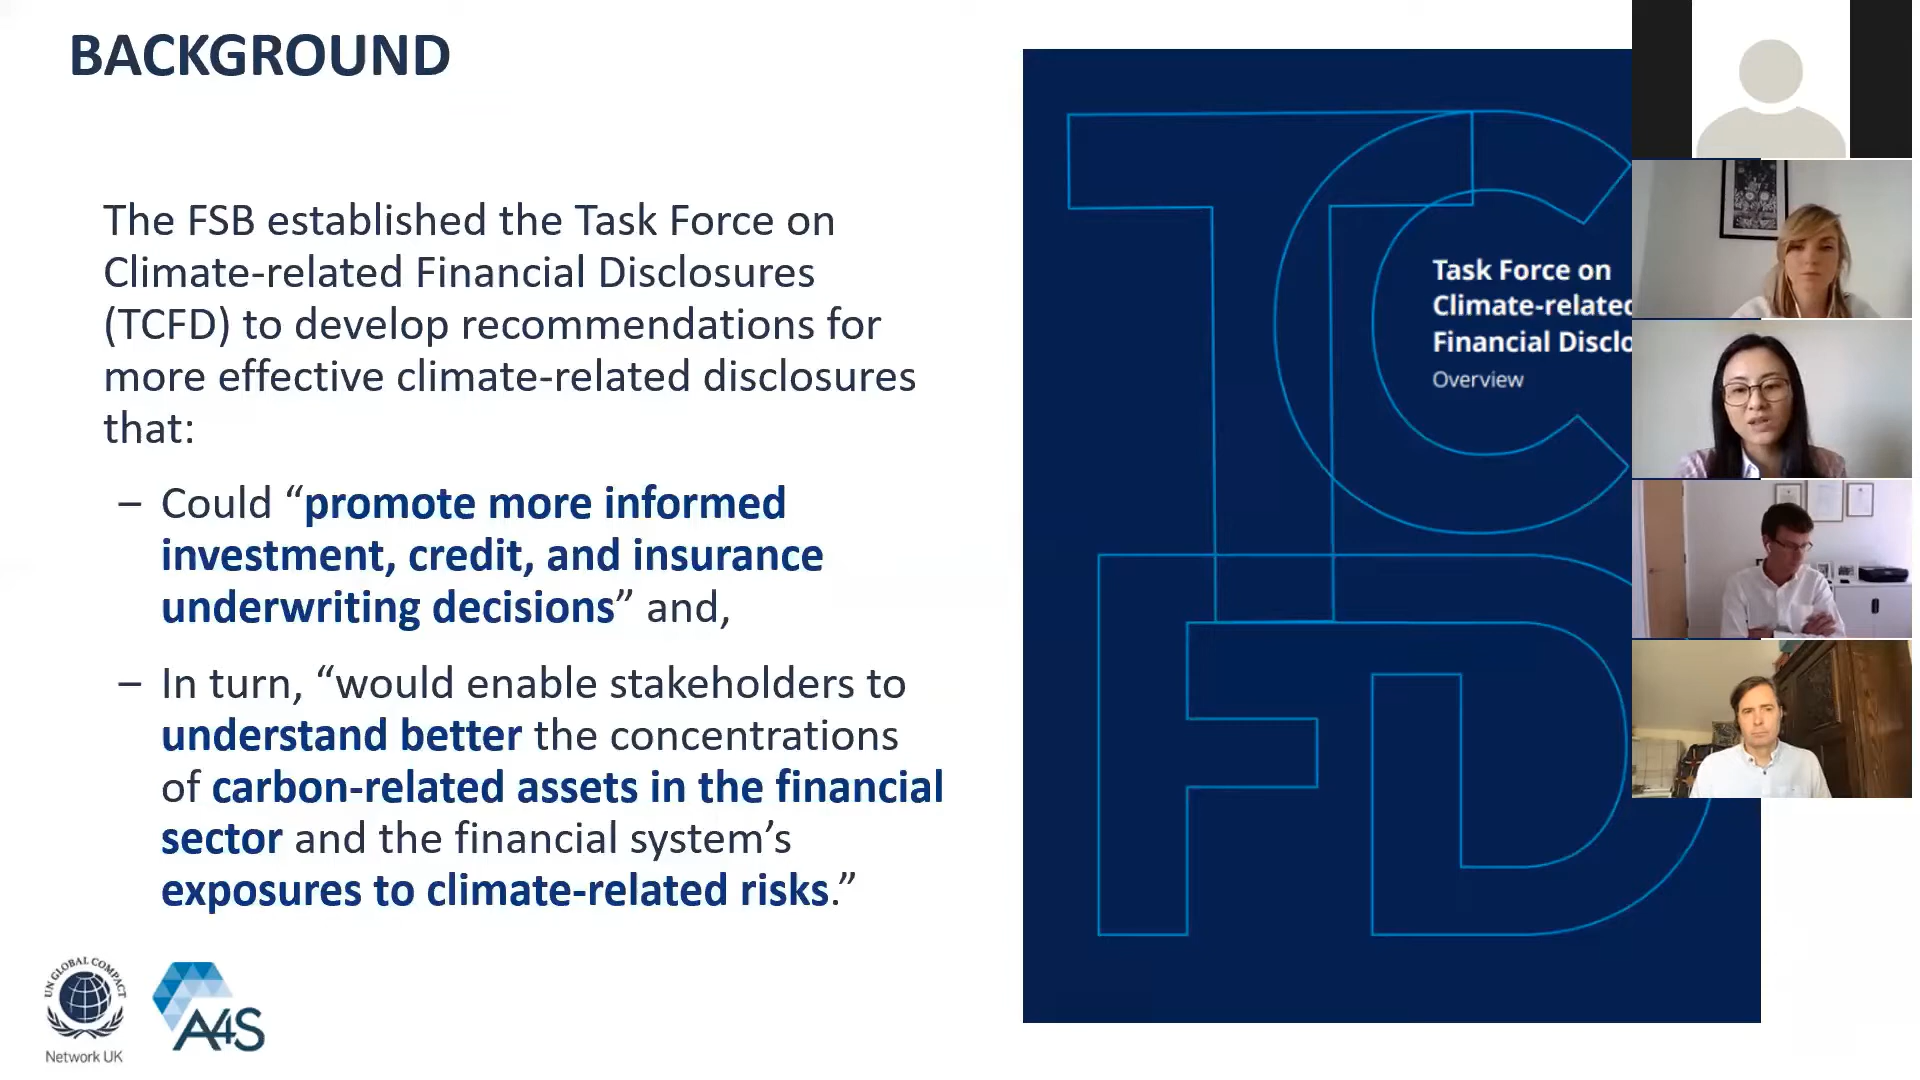 BACKGROUND
The FSB established the Task Force on
Climate-related Financial Disclosures
(TCFD) to develop recommendations for
more effective climate-related disclosures
that:
– Could “promote more informed
investment, credit, and insurance
underwriting decisions” and,
– In turn, “would enable stakeholders to
understand better the concentrations
of carbon-related assets in the financial
sector and the financial system’s
exposures to climate-related risks.”
TCFD
Task Force on
Climate-related
Financial Disclo
Overview
UN GLOBAL COMPACT
Network UK
A4S